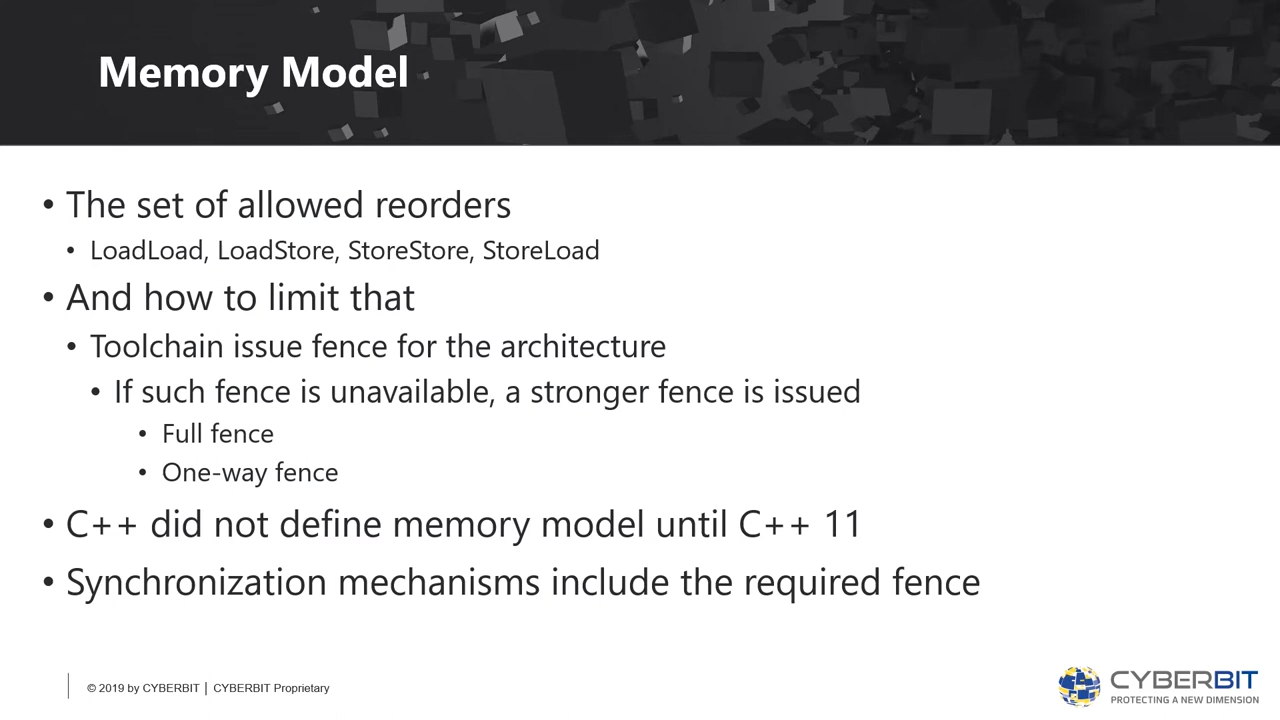 Memory Model
• The set of allowed reorders
• LoadLoad, LoadStore, StoreStore, StoreLoad
• And how to limit that
• Toolchain issue fence for the architecture
• If such fence is unavailable, a stronger fence is issued
• Full fence
• One-way fence
• C++ did not define memory model until C++ 11
• Synchronization mechanisms include the required fence
© 2019 by CYBERBIT | CYBERBIT Proprietary
CYBERBIT
PROTECTING A NEW DIMENSION